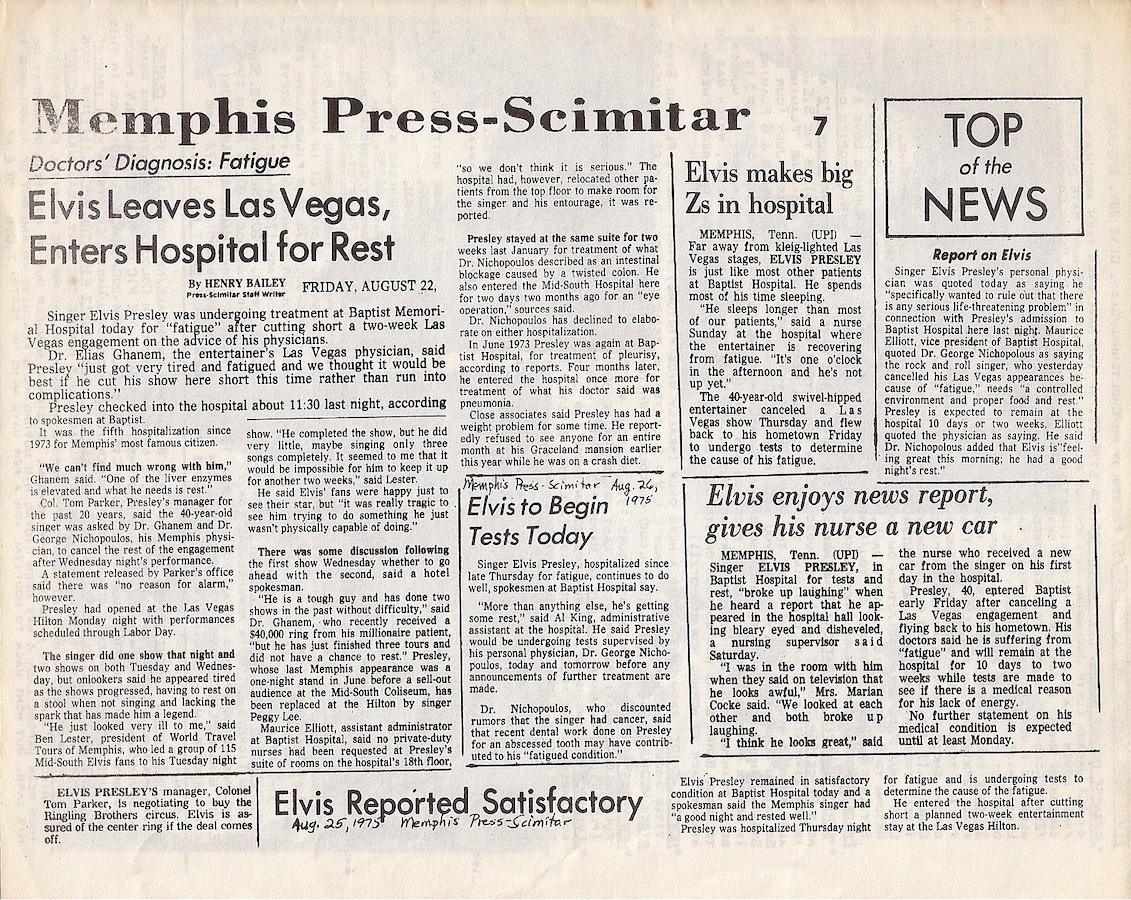 Memphis Press-Scimitar
7
Doctors' Diagnosis: Fatigue
Elvis Leaves Las Vegas,
Enters Hospital for Rest
By HENRY BAILEY
Press-Scimitar Staff Writer
FRIDAY, AUGUST 22,
Singer Elvis Presley was undergoing treatment at Baptist Memori-
al Hospital today for "fatigue" after cutting short a two-week Las
Vegas engagement on the advice of his physicians.
Dr. Elias Ghanem, the entertainer's Las Vegas physician, said
Presley "just got very tired and fatigued and we thought it would be
best if he cut his show here short this time rather than run into
complications."
Presley checked into the hospital about 11:30 last night, according
to spokesmen at Baptist.
It was the fifth hospitalization since
1973 for Memphis' most famous citizen.
"We can't find much wrong with him,"
Ghanem said. "One of the liver enzymes
is elevated and what he needs is rest."
Col. Tom Parker, Presley's manager for
the past 20 years, said the 40-year-old
singer was asked by Dr. Ghanem and Dr.
George Nichopoulos, his Memphis physi-
cian, to cancel the rest of the engagement
after Wednesday night's performance.
A statement released by Parker's office
said there was "no reason for alarm,"
however.
Presley had opened at the Las Vegas
Hilton Monday night with performances
scheduled through Labor Day.
The singer did one show that night and
two shows on both Tuesday and Wednes-
day, but onlookers said he appeared tired
as the shows progressed, having to rest on
a stool when not singing and lacking the
spark that has made him a legend.
"He just looked very ill to me," said
Ben Lester, president of World Travel
Tours of Memphis, who led a group of 115
Mid-South Elvis fans to his Tuesday night
show. "He completed the show, but he did
very little, maybe singing only three
songs completely. It seemed to me that it
would be impossible for him to keep it up
for another two weeks," said Lester.
He said Elvis' fans were happy just to
see their star, but "it was really tragic to
see him trying to do something he just
wasn't physically capable of doing."
There was some discussion following
the first show Wednesday whether to go
ahead with the second, said a hotel
spokesman.
"He is a tough guy and has done two
shows in the past without difficulty," said
Dr. Ghanem, who recently received a
$40,000 ring from his millionaire patient,
"but he has just finished three tours and
did not have a chance to rest." Presley,
whose last Memphis appearance was a
one-night stand in June before a sell-out
audience at the Mid-South Coliseum, has
been replaced at the Hilton by singer
Peggy Lee.
Maurice Elliott, assistant administrator
at Baptist Hospital, said no private-duty
nurses had been requested at Presley's
suite of rooms on the hospital's 18th floor,
"so we don't think it is serious." The
hospital had, however, relocated other pa-
tients from the top floor to make room for
the singer and his entourage, it was re-
ported.
Presley stayed at the same suite for two
weeks last January for treatment of what
Dr. Nichopoulos described as an intestinal
blockage caused by a twisted colon. He
also entered the Mid-South Hospital here
for two days two months ago for an "eye
operation," sources said.
Dr. Nichopoulos has declined to elabo-
rate on either hospitalization.
In June 1973 Presley was again at Bap-
tist Hospital, for treatment of pleurisy,
according to reports. Four months later,
he entered the hospital once more for
treatment of what his doctor said was
pneumonia.
Close associates said Presley has had a
weight problem for some time. He report-
edly refused to see anyone for an entire
month at his Graceland mansion earlier
this year while he was on a crash diet.
Memphis Press-Scimitar Aug. 26,
1975
Elvis to Begin
Tests Today
Singer Elvis Presley, hospitalized since
late Thursday for fatigue, continues to do
well, spokesmen at Baptist Hospital say.
"More than anything else, he's getting
some rest," said Al King, administrative
assistant at the hospital. He said Presley
would be undergoing tests supervised by
his personal physician, Dr. George Nicho-
poulos, today and tomorrow before any
announcements of further treatment are
made.
Dr. Nichopoulos, who discounted
rumors that the singer had cancer, said
that recent dental work done on Presley
for an abscessed tooth may have contrib-
uted to his "fatigued condition."
Elvis makes big
Zs in hospital
MEMPHIS, Tenn. (UPI) —
Far away from kleig-lighted Las
Vegas stages, ELVIS PRESLEY
is just like most other patients
at Baptist Hospital. He spends
most of his time sleeping.
"He sleeps longer than most
of our patients," said a nurse
Sunday at the hospital where
the entertainer is recovering
from fatigue. "It's one o'clock
in the afternoon and he's not
up yet."
The 40-year-old swivel-hipped
entertainer canceled a Las
Vegas show Thursday and flew
back to his hometown Friday
to undergo tests to determine
the cause of his fatigue.
TOP
of the
NEWS
Report on Elvis
Singer Elvis Presley's personal physi-
cian was quoted today as saying he
"specifically wanted to rule out that there
is any serious life-threatening problem" in
connection with Presley's admission to
Baptist Hospital here last night. Maurice
Elliott, vice president of Baptist Hospital,
quoted Dr. George Nichopolous as saying
the rock and roll singer, who yesterday
cancelled his Las Vegas appearances be-
cause of "fatigue," needs "a controlled
environment and proper food and rest."
Presley is expected to remain at the
hospital 10 days or two weeks, Elliott
quoted the physician as saying. He said
Dr. Nichopolous added that Elvis is"feel-
ing great this morning; he had a good
night's rest."
Elvis enjoys news report,
gives his nurse a new car
MEMPHIS, Tenn. (UPI) —
Singer ELVIS PRESLEY, in
Baptist Hospital for tests and
rest, "broke up laughing" when
he heard a report that he ap-
peared in the hospital hall look-
ing bleary eyed and disheveled,
a nursing supervisor said
Saturday.
"I was in the room with him
when they said on television that
he looks awful," Mrs. Marian
Cocke said. "We looked at each
other and both broke up
laughing.
"I think he looks great," said
the nurse who received a new
car from the singer on his first
day in the hospital.
Presley, 40, entered Baptist
early Friday after canceling a
Las Vegas engagement and
flying back to his hometown. His
doctors said he is suffering from
"fatigue" and will remain at the
hospital for 10 days to two
weeks while tests are made to
see if there is a medical reason
for his lack of energy.
No further statement on his
medical condition is expected
until at least Monday.
ELVIS PRESLEY'S manager, Colonel
Tom Parker, is negotiating to buy the
Ringling Brothers circus. Elvis is as-
sured of the center ring if the deal comes
off.
Elvis Reported Satisfactory
Aug. 25, 1975 Memphis Press-Scimitar
Elvis Presley remained in satisfactory
condition at Baptist Hospital today and a
spokesman said the Memphis singer had
"a good night and rested well."
Presley was hospitalized Thursday night
for fatigue and is undergoing tests to
determine the cause of the fatigue.
He entered the hospital after cutting
short a planned two-week entertainment
stay at the Las Vegas Hilton.